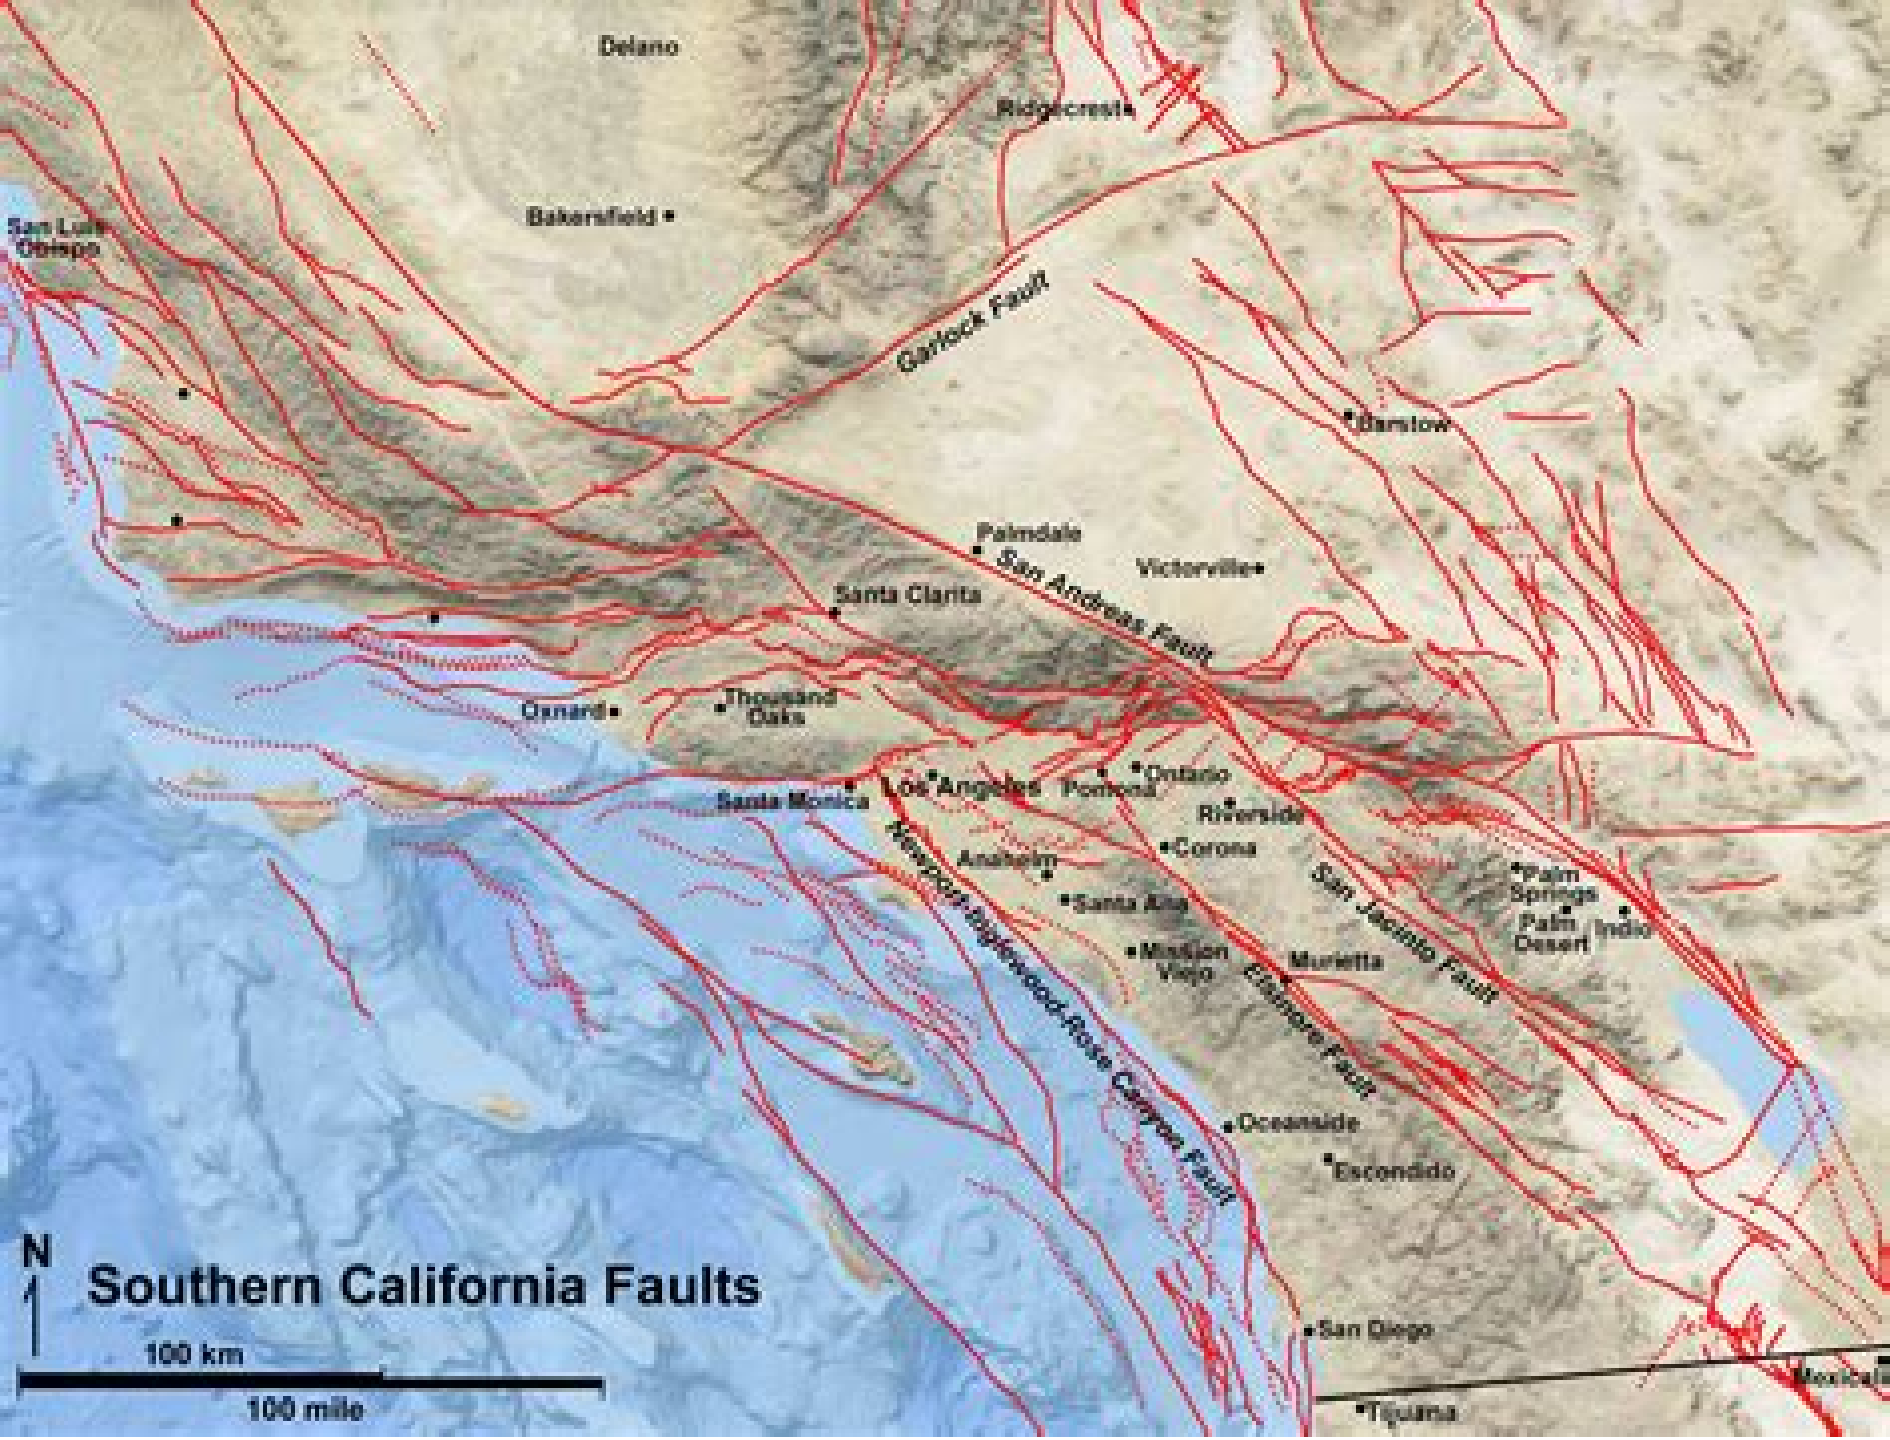 Delano
Ridgecrest
Bakersfield
San Luis
Obispo
Garlock Fault
Barstow
Palmdale
San Andreas Fault
Victorville
Santa Clarita
Thousand
Oaks
Oxnard
Santa Monica
Los Angeles
Pomona
Ontario
Riverside
Newport-Inglewood-Rose Canyon Fault
Anaheim
Corona
Santa Ana
San Jacinto Fault
Palm
Springs
Palm
Desert
Indio
Mission
Viejo
Murietta
Elsinore Fault
Oceanside
Escondido
N
Southern California Faults
100 km
100 mile
San Diego
Tijuana
Mexicali